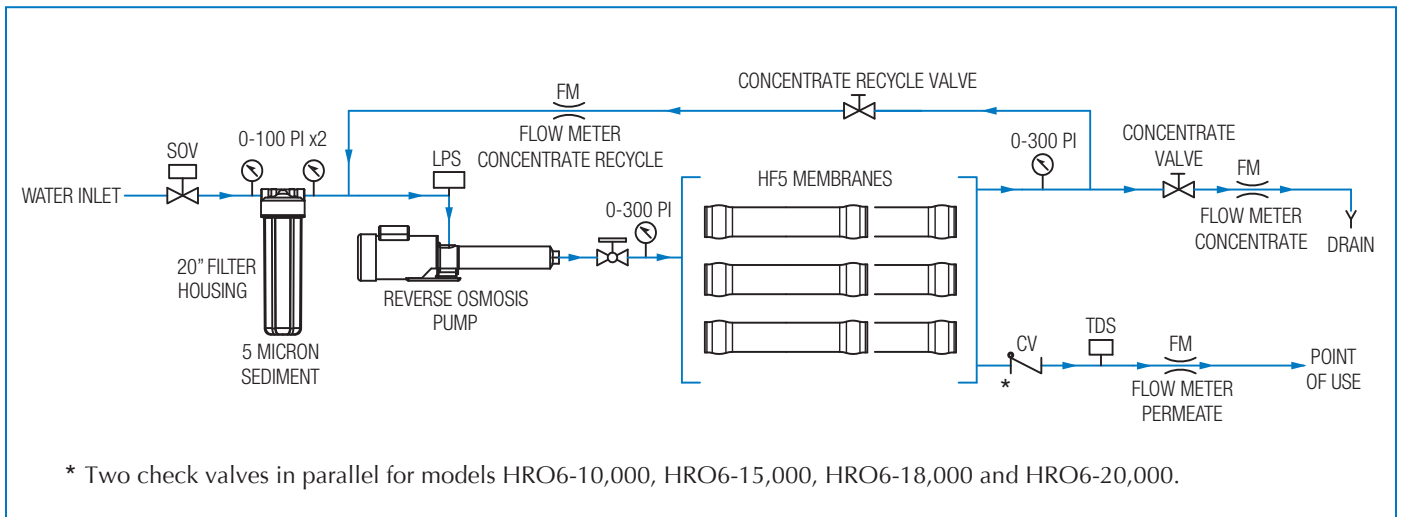 CONCENTRATE RECYCLE VALVE
FM
FLOW METER
CONCENTRATE RECYCLE
0-100 PI x2
SOV
LPS
WATER INLET
20” FILTER
HOUSING
5 MICRON
SEDIMENT
REVERSE OSMOSIS
PUMP
0-300 PI
HF5 MEMBRANES
0-300 PI
CONCENTRATE
VALVE
FM
FLOW METER
CONCENTRATE
DRAIN
CV
*
TDS
FM
FLOW METER
PERMEATE
POINT
OF USE
* Two check valves in parallel for models HRO6-10,000, HRO6-15,000, HRO6-18,000 and HRO6-20,000.